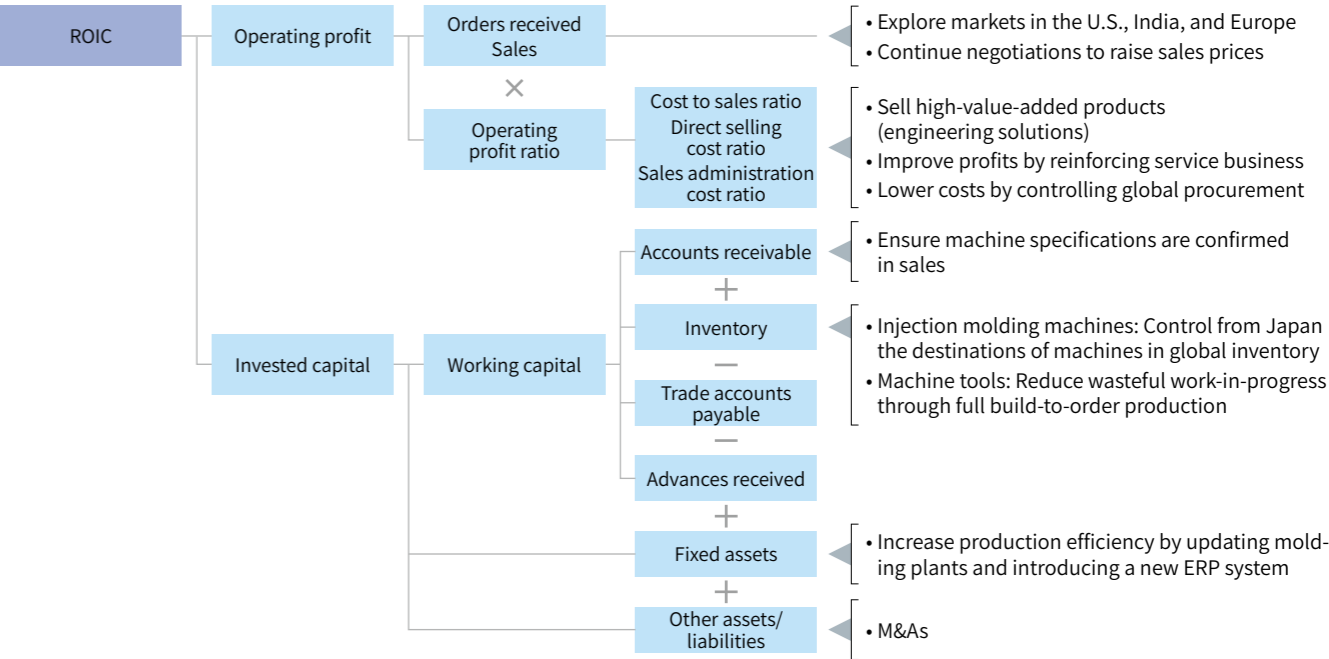 ROIC
Operating profit
Orders received
Sales
×
Operating
profit ratio
Cost to sales ratio
Direct selling
cost ratio
Sales administration
cost ratio
• Explore markets in the U.S., India, and Europe
• Continue negotiations to raise sales prices
• Sell high-value-added products
(engineering solutions)
• Improve profits by reinforcing service business
• Lower costs by controlling global procurement
Invested capital
Working capital
Accounts receivable
• Ensure machine specifications are confirmed
in sales
+
Inventory
• Injection molding machines: Control from Japan
the destinations of machines in global inventory
• Machine tools: Reduce wasteful work-in-progress
through full build-to-order production
−
Trade accounts
payable
−
Advances received
+
Fixed assets
• Increase production efficiency by updating mold-
ing plants and introducing a new ERP system
+
Other assets/
liabilities
• M&As